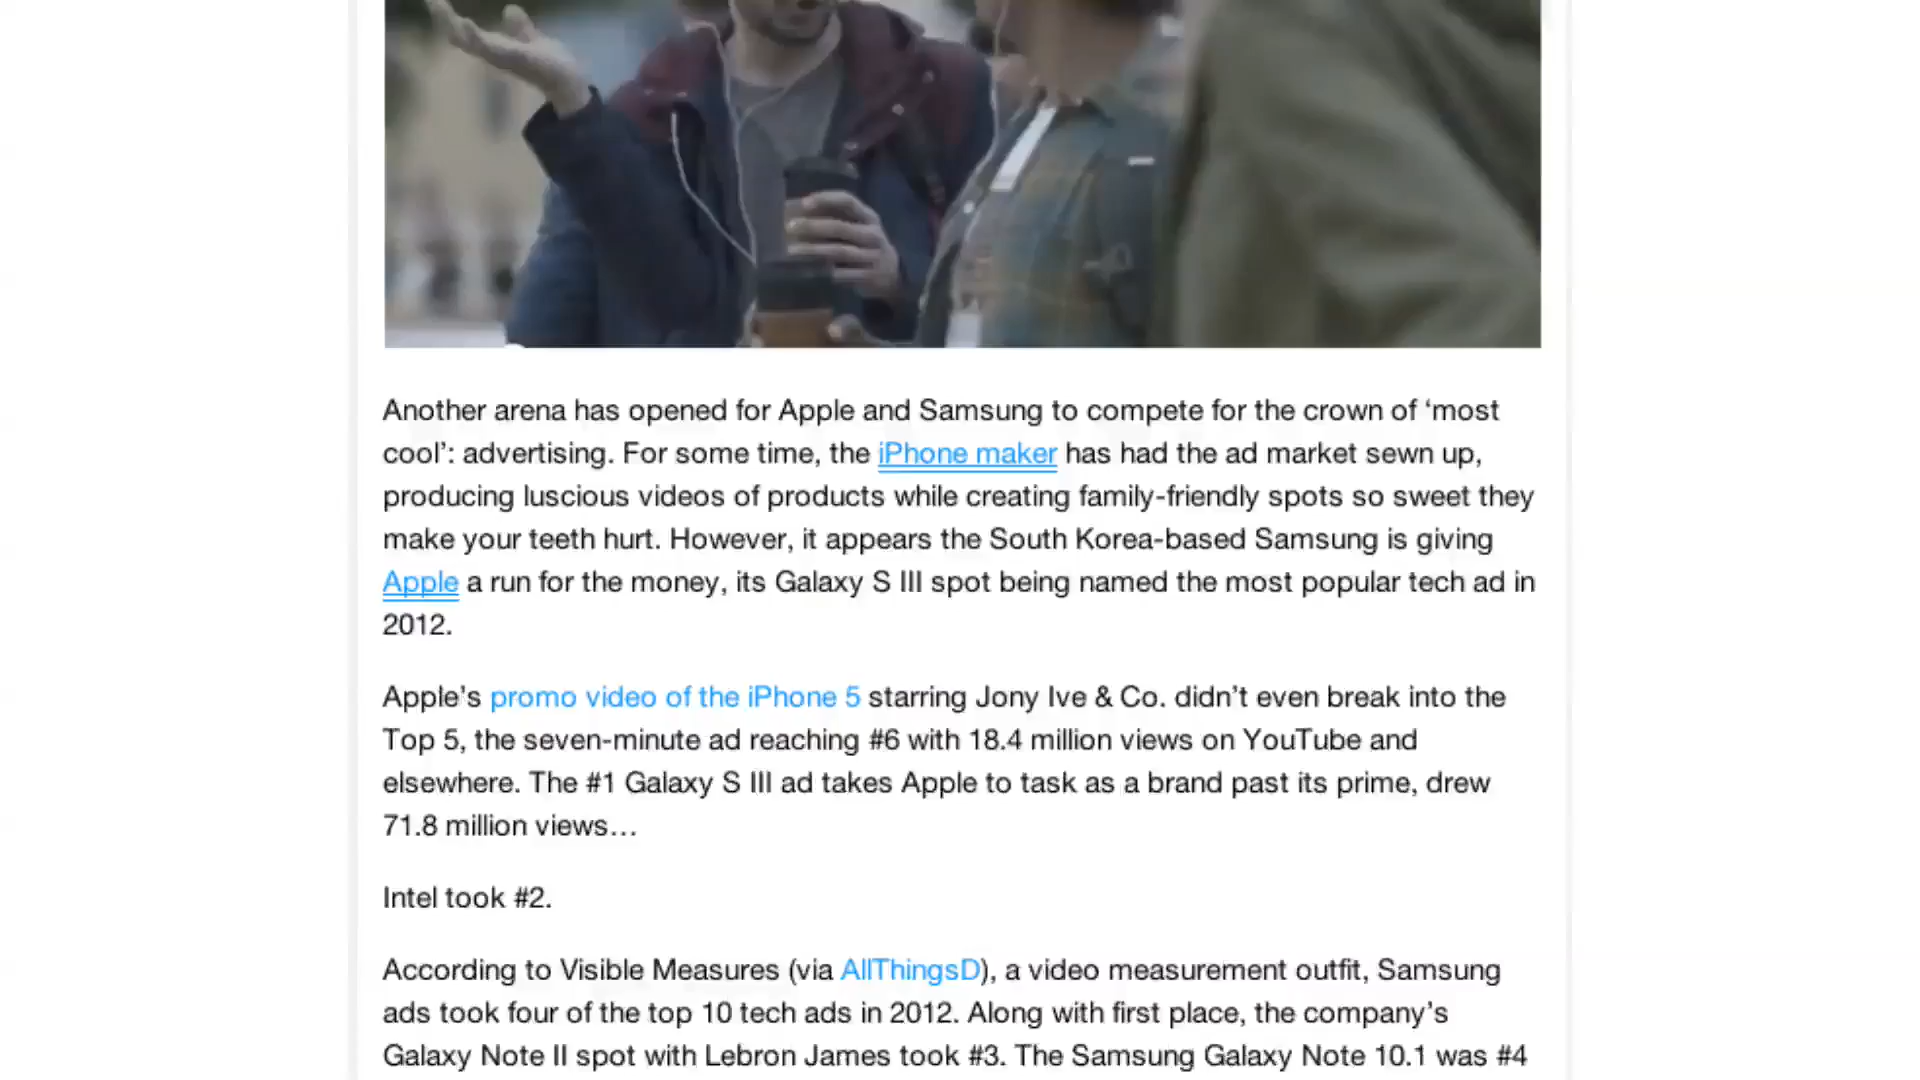 Another arena has opened for Apple and Samsung to compete for the crown of ‘most
cool’: advertising. For some time, the iPhone maker has had the ad market sewn up,
producing luscious videos of products while creating family-friendly spots so sweet they
make your teeth hurt. However, it appears the South Korea-based Samsung is giving
Apple a run for the money, its Galaxy S III spot being named the most popular tech ad in
2012.
Apple’s promo video of the iPhone 5 starring Jony Ive & Co. didn’t even break into the
Top 5, the seven-minute ad reaching #6 with 18.4 million views on YouTube and
elsewhere. The #1 Galaxy S III ad takes Apple to task as a brand past its prime, drew
71.8 million views…
Intel took #2.
According to Visible Measures (via AllThingsD), a video measurement outfit, Samsung
ads took four of the top 10 tech ads in 2012. Along with first place, the company’s
Galaxy Note II spot with Lebron James took #3. The Samsung Galaxy Note 10.1 was #4